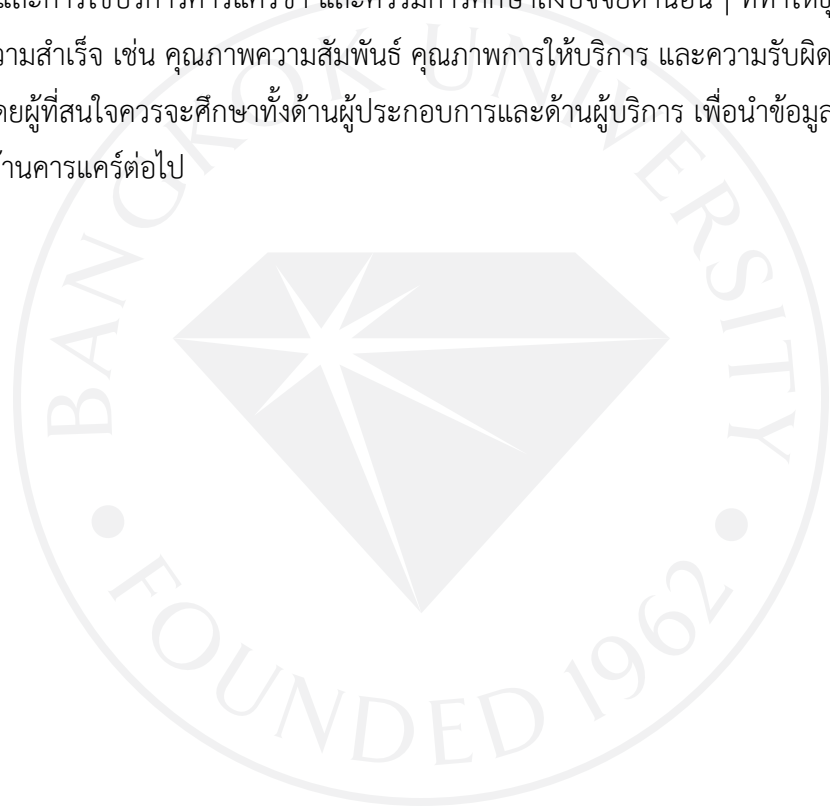 และการใช้บริการคาร์แคร์ซ้ำ และควรมีการศึกษาถึงปัจจัยด้านอื่น ๆ ที่ทำให้
วามสำเร็จ เช่น คุณภาพความสัมพันธ์ คุณภาพการให้บริการ และความรับผิด
ดยผู้ที่สนใจควรจะศึกษาทั้งด้านผู้ประกอบการและด้านผู้บริการ เพื่อนำข้อมูล
้านคารแคร์ต่อไป
BANGKOK UNIVERSITY
FOUNDED 1962